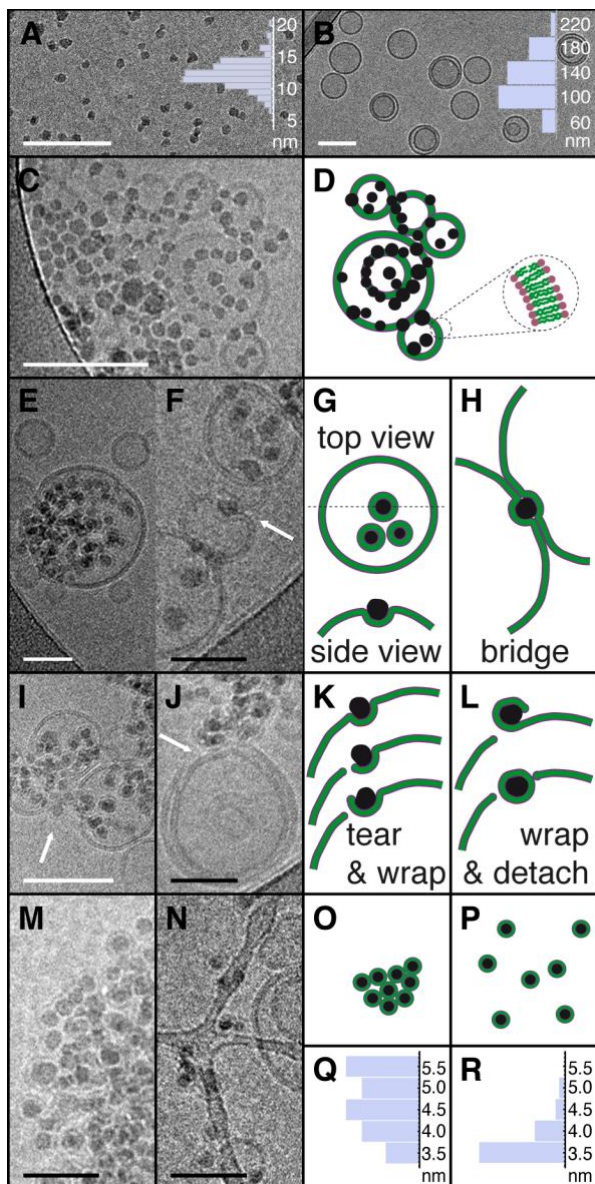 A
20
15
10
5
nm
B
220
180
140
100
60
nm
C
D
E
F
G
top view
side view
H
bridge
I
J
K
tear
& wrap
L
wrap
& detach
M
N
O
P
Q
5.5
5.0
4.5
4.0
3.5
nm
R
5.5
5.0
4.5
4.0
3.5
nm